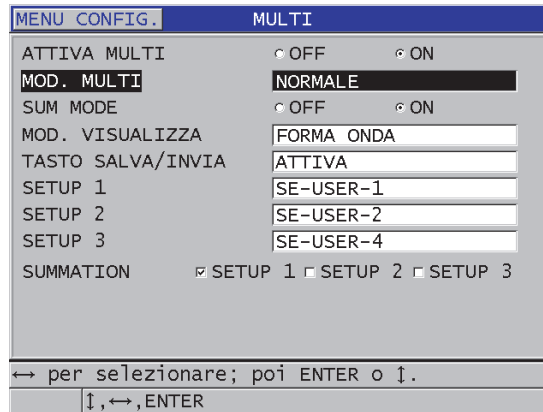 MENU CONFIG. MULTI
ATTIVA MULTI OFF ON
MOD. MULTI NORMALE
SUM MODE OFF ON
MOD. VISUALIZZA FORMA ONDA
TASTO SALVA/INVIA ATTIVA
SETUP 1 SE-USER-1
SETUP 2 SE-USER-2
SETUP 3 SE-USER-4
SUMMATION SETUP 1 SETUP 2 SETUP 3
↔ per selezionare; poi ENTER o ↕.
↕,↔,ENTER